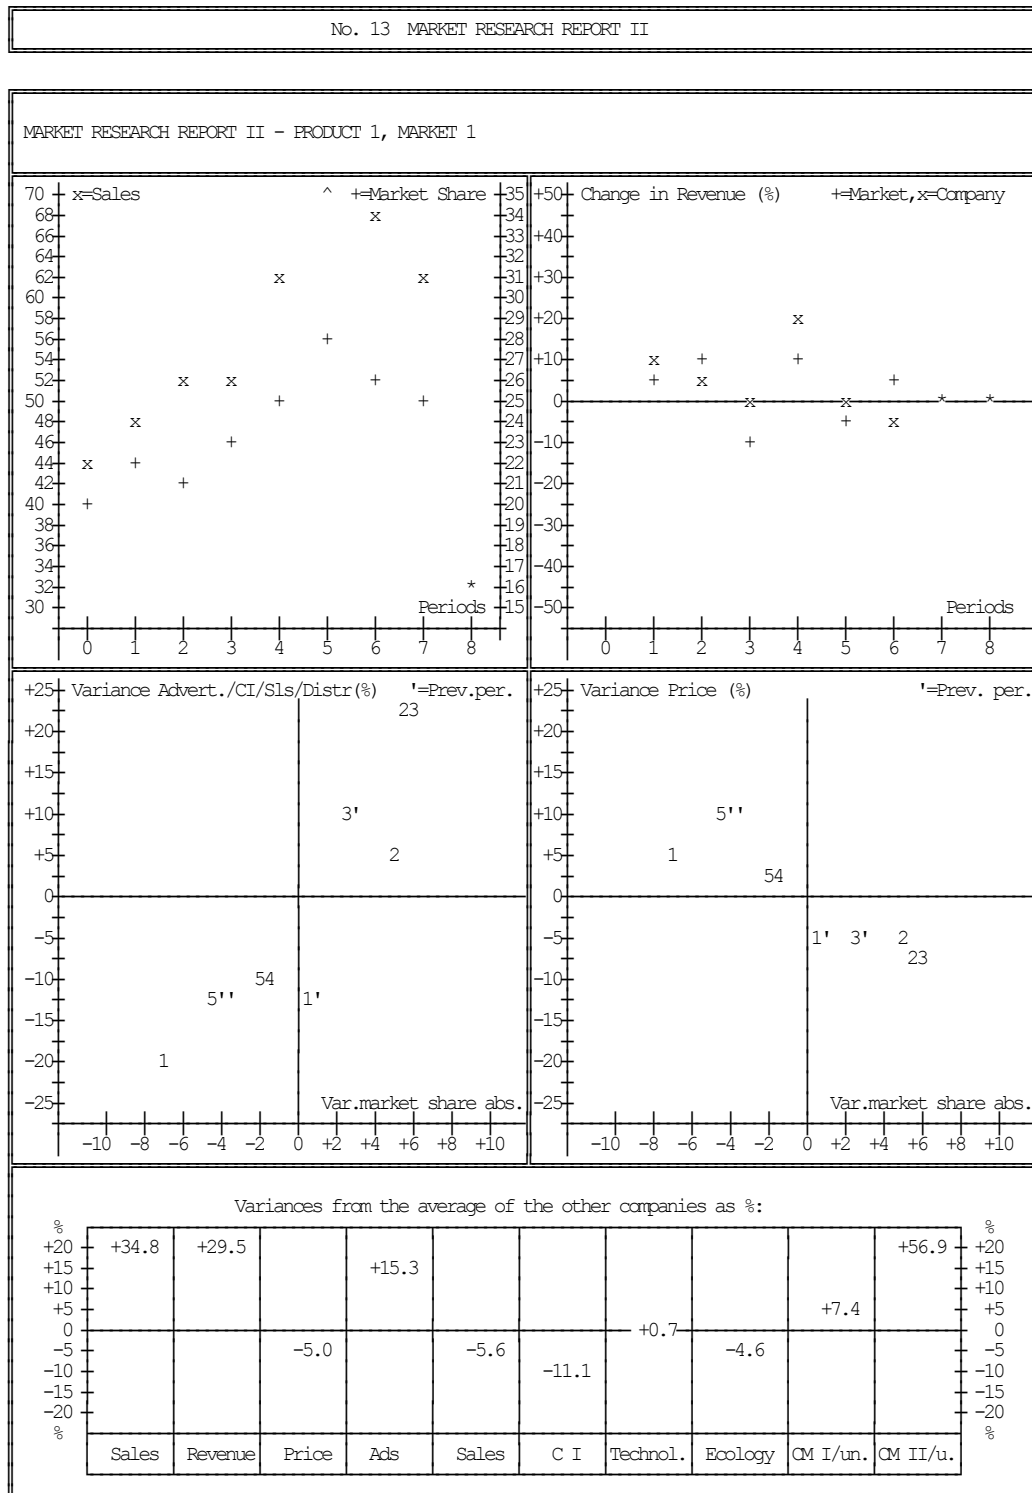 No. 13 MARKET RESEARCH REPORT II
MARKET RESEARCH REPORT II - PRODUCT 1, MARKET 1
70 x=Sales ^ +=Market Share 35 +50 Change in Revenue (%) +=Market,x=Company
68 x 34
66 33 +40
64 32
62 x x 31 +30
60 30
58 29 +20 x
56 + 28
54 27 +10 x + +
52 x x + 26 + x +
50 + + 25 0 x x * *
48 x 24 + x
46 + 23 -10 +
44 x + 22
42 + 21 -20
40 + 20
38 19 -30
36 18
34 17 -40
32 * 16
30 Periods 15 -50 Periods
0 1 2 3 4 5 6 7 8 0 1 2 3 4 5 6 7 8
+25 Variance Advert./CI/Sls/Distr(%) '=Prev.per. +25 Variance Price (%) '=Prev. per.
23
+20 +20
+15 +15
+10 3' +10 5''
+5 2 +5 1
54
0 0
-5 -5 1' 3' 2
23
-10 54 -10
5'' 1'
-15 -15
-20 1 -20
-25 Var.market share abs. -25 Var.market share abs.
-10 -8 -6 -4 -2 0 +2 +4 +6 +8 +10 -10 -8 -6 -4 -2 0 +2 +4 +6 +8 +10
Variances from the average of the other companies as %:
% %
+20 +34.8 +29.5 +56.9 +20
+15 +15.3 +15
+10 +10
+5 +7.4 +5
0 +0.7 0
-5 -5.0 -5.6 -4.6 -5
-10 -11.1 -10
-15 -15
-20 -20
% %
Sales Revenue Price Ads Sales C I Technol. Ecology CM I/un. CM II/u.